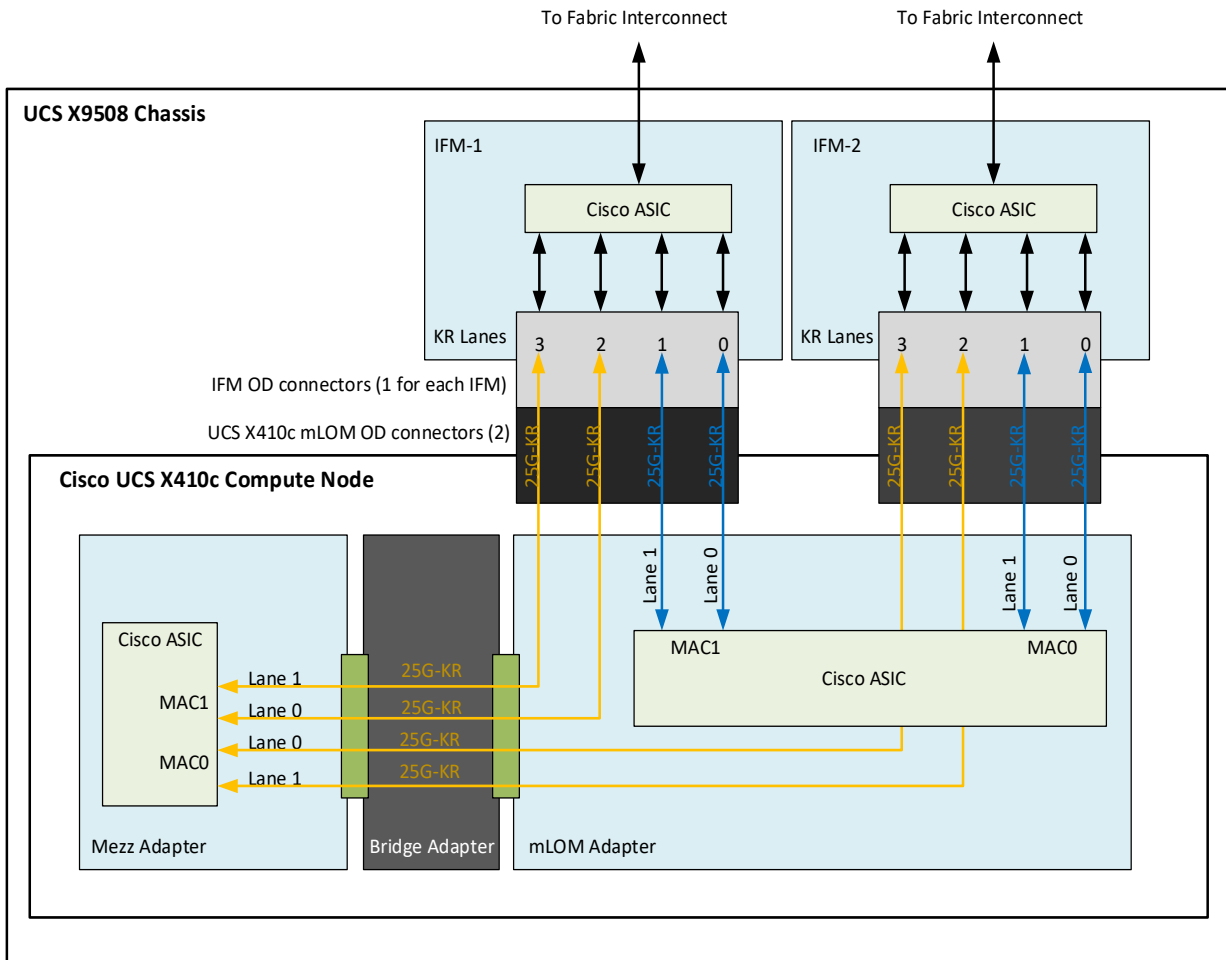 To Fabric Interconnect
To Fabric Interconnect
UCS X9508 Chassis
IFM-1
IFM-2
Cisco ASIC
Cisco ASIC
KR Lanes
3
2
1
0
KR Lanes
3
2
1
0
IFM OD connectors (1 for each IFM)
UCS X410c mLOM OD connectors (2)
25G-KR
25G-KR
25G-KR
25G-KR
25G-KR
25G-KR
25G-KR
25G-KR
Cisco UCS X410c Compute Node
Lane 1
Lane 0
Lane 1
Lane 0
Cisco ASIC
MAC1
MAC0
Cisco ASIC
Lane 1
25G-KR
MAC1
Lane 0
25G-KR
Lane 0
25G-KR
MAC0
Lane 1
25G-KR
Mezz Adapter
Bridge Adapter
mLOM Adapter